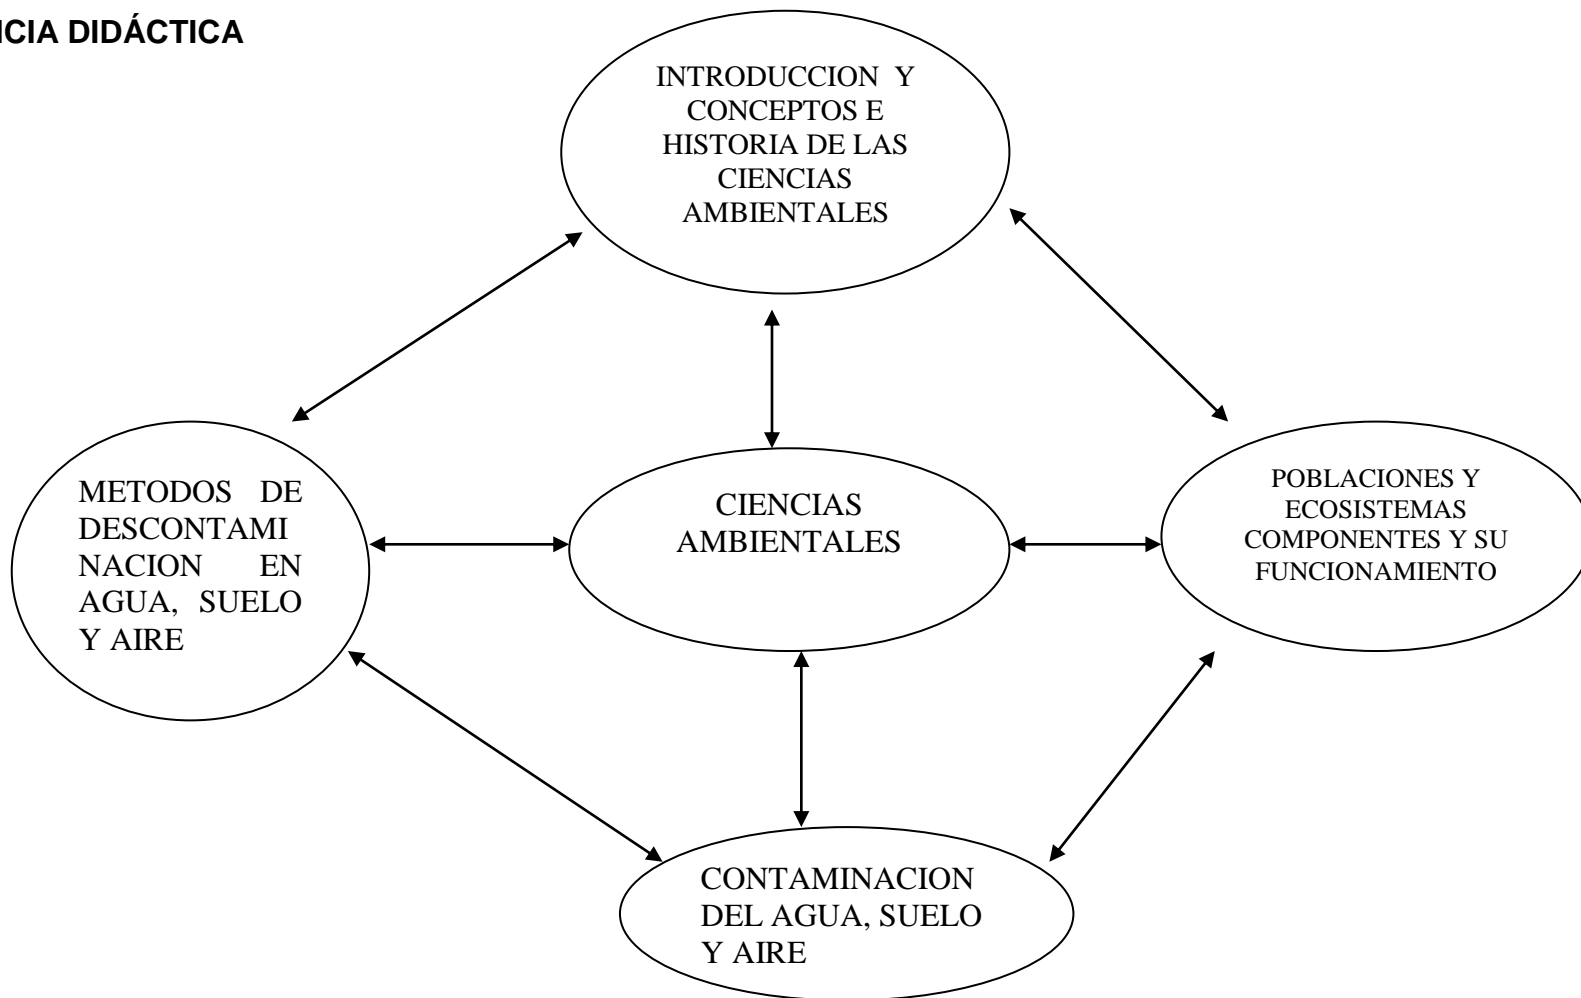 NCIA DIDÁCTICA
INTRODUCCION Y
CONCEPTOS E
HISTORIA DE LAS
CIENCIAS
AMBIENTALES
METODOS DE
DESCONTAMI
NACION EN
AGUA, SUELO
Y AIRE
CIENCIAS
AMBIENTALES
POBLACIONES Y
ECOSISTEMAS
COMPONENTES Y SU
FUNCIONAMIENTO
CONTAMINACION
DEL AGUA, SUELO
Y AIRE